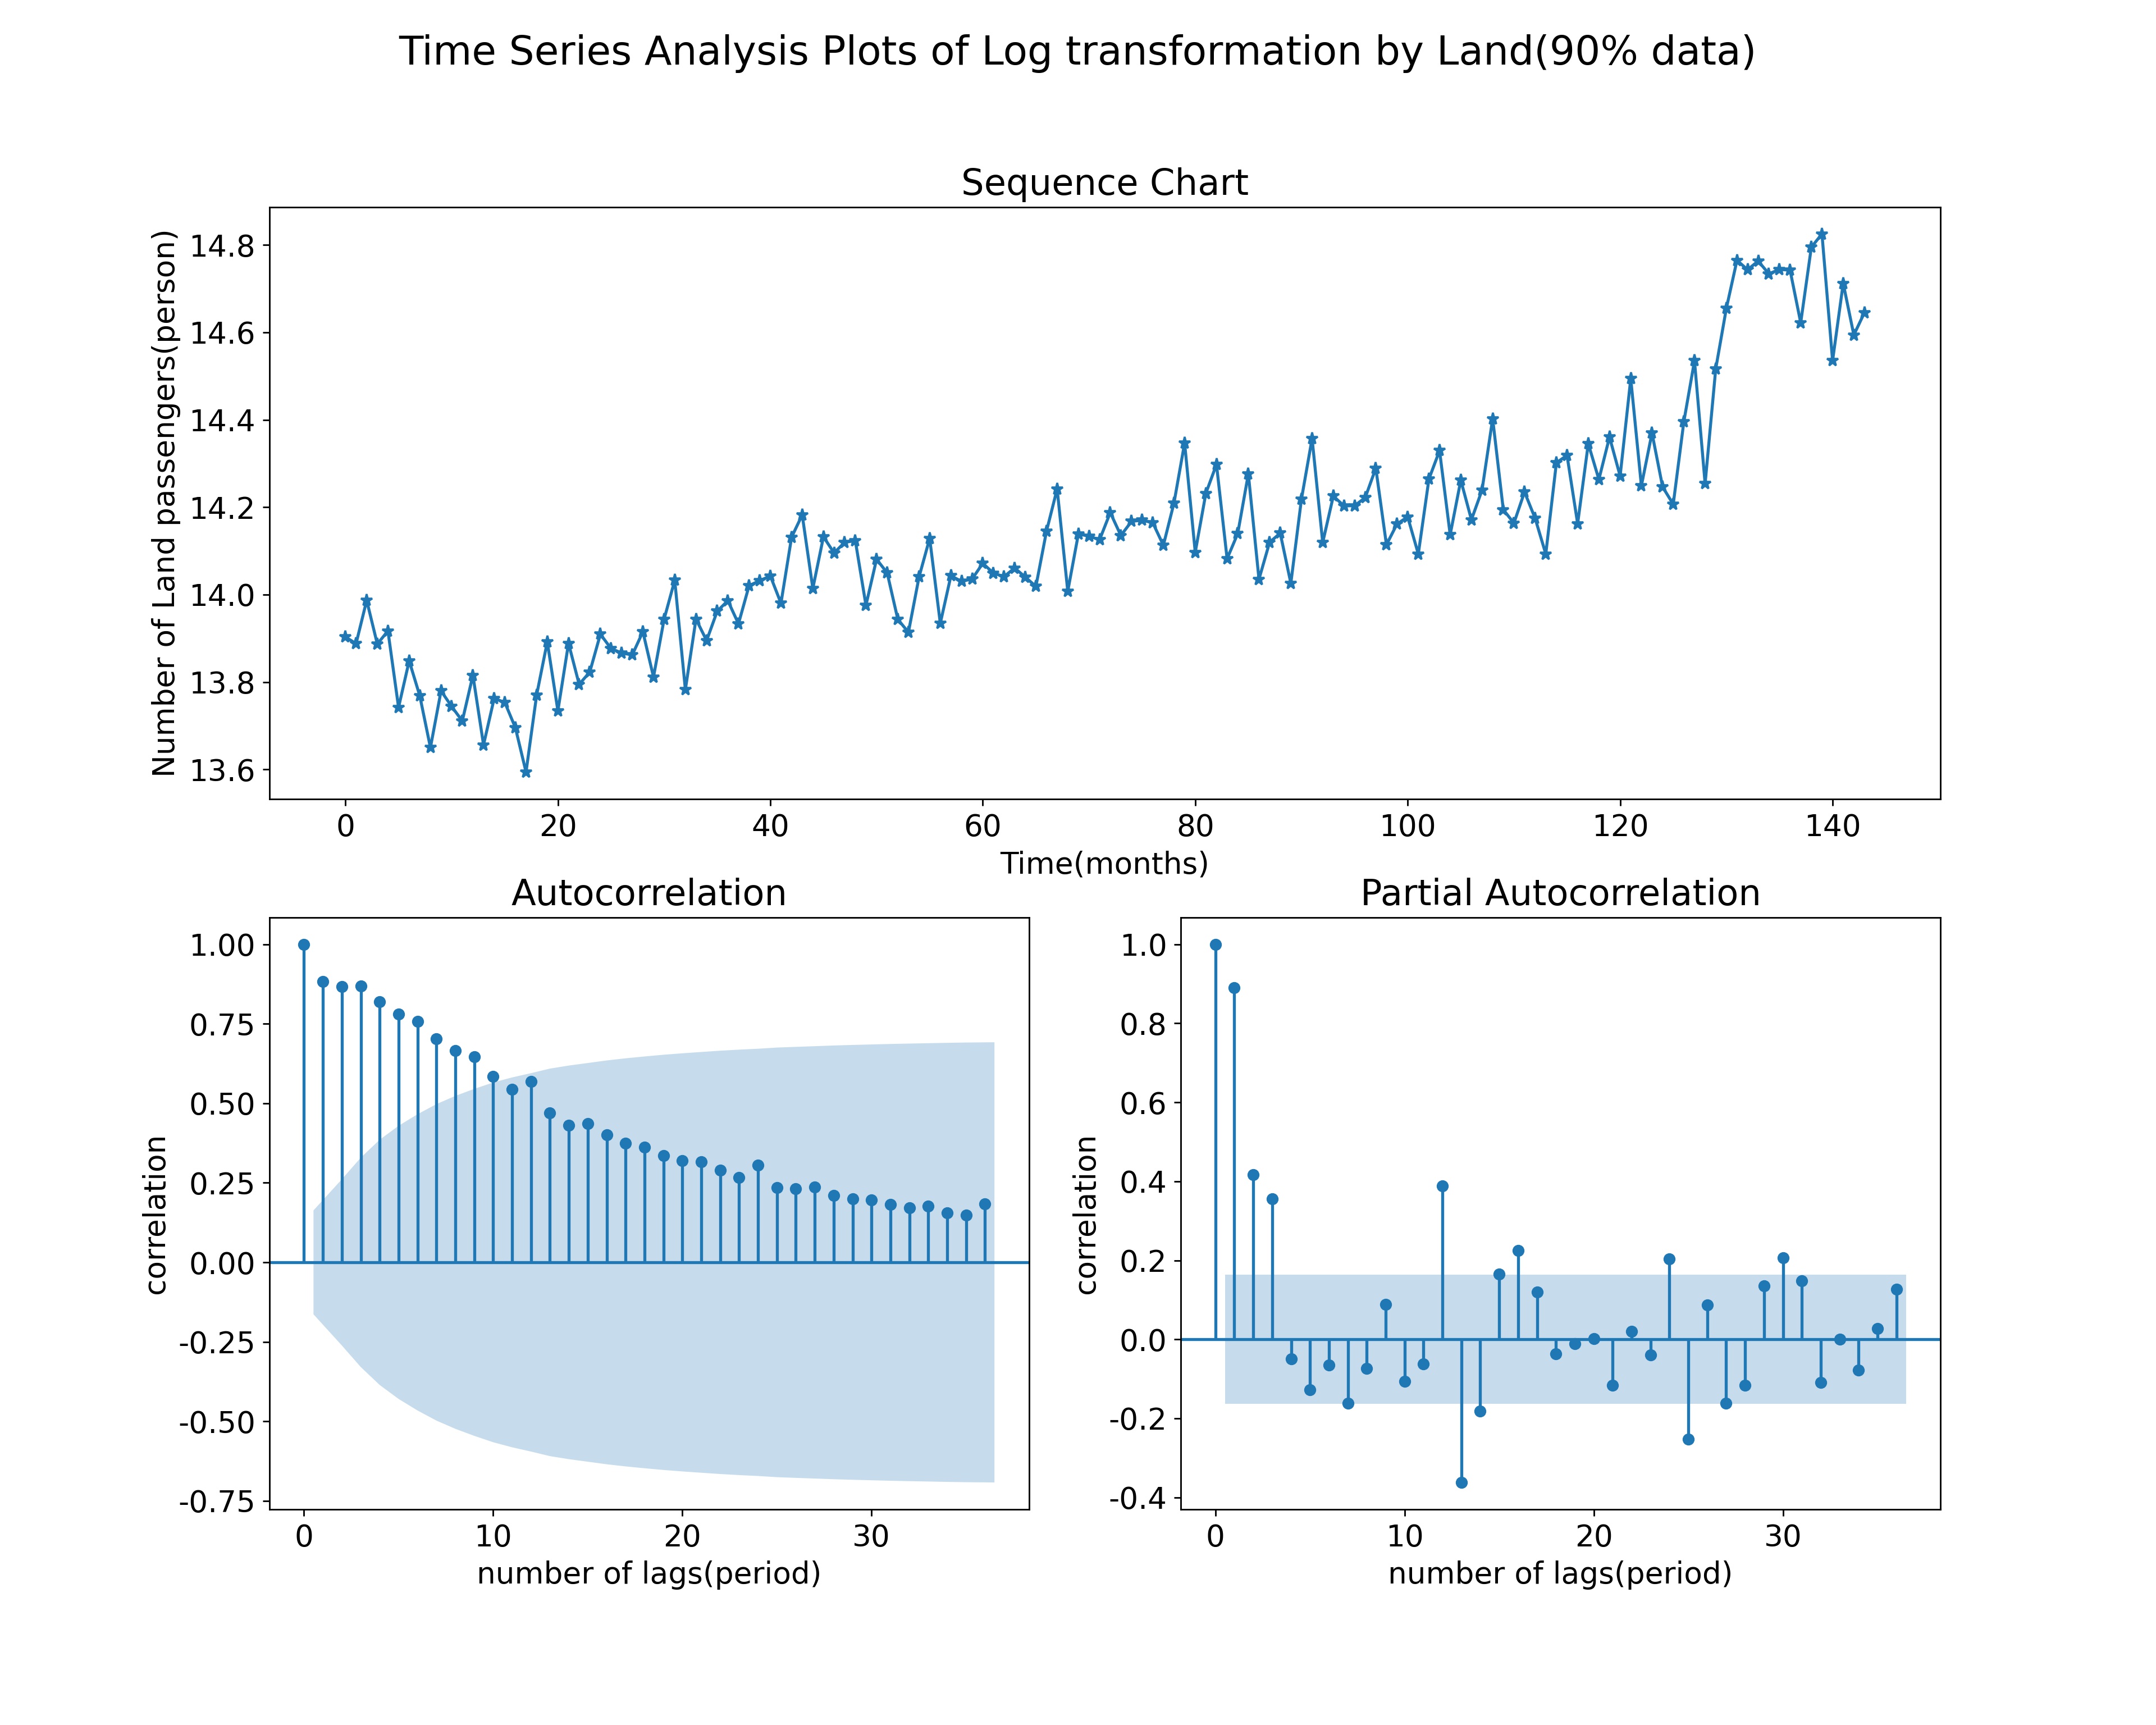 Time Series Analysis Plots of Log transformation by Land(90% data)
Sequence Chart
Number of Land passengers(person)
14.8
14.6
14.4
14.2
14.0
13.8
13.6
0 20 40 60 80 100 120 140
Time(months)
Autocorrelation
correlation
1.00
0.75
0.50
0.25
0.00
-0.25
-0.50
-0.75
0 10 20 30
number of lags(period)
Partial Autocorrelation
correlation
1.0
0.8
0.6
0.4
0.2
0.0
-0.2
-0.4
0 10 20 30
number of lags(period)